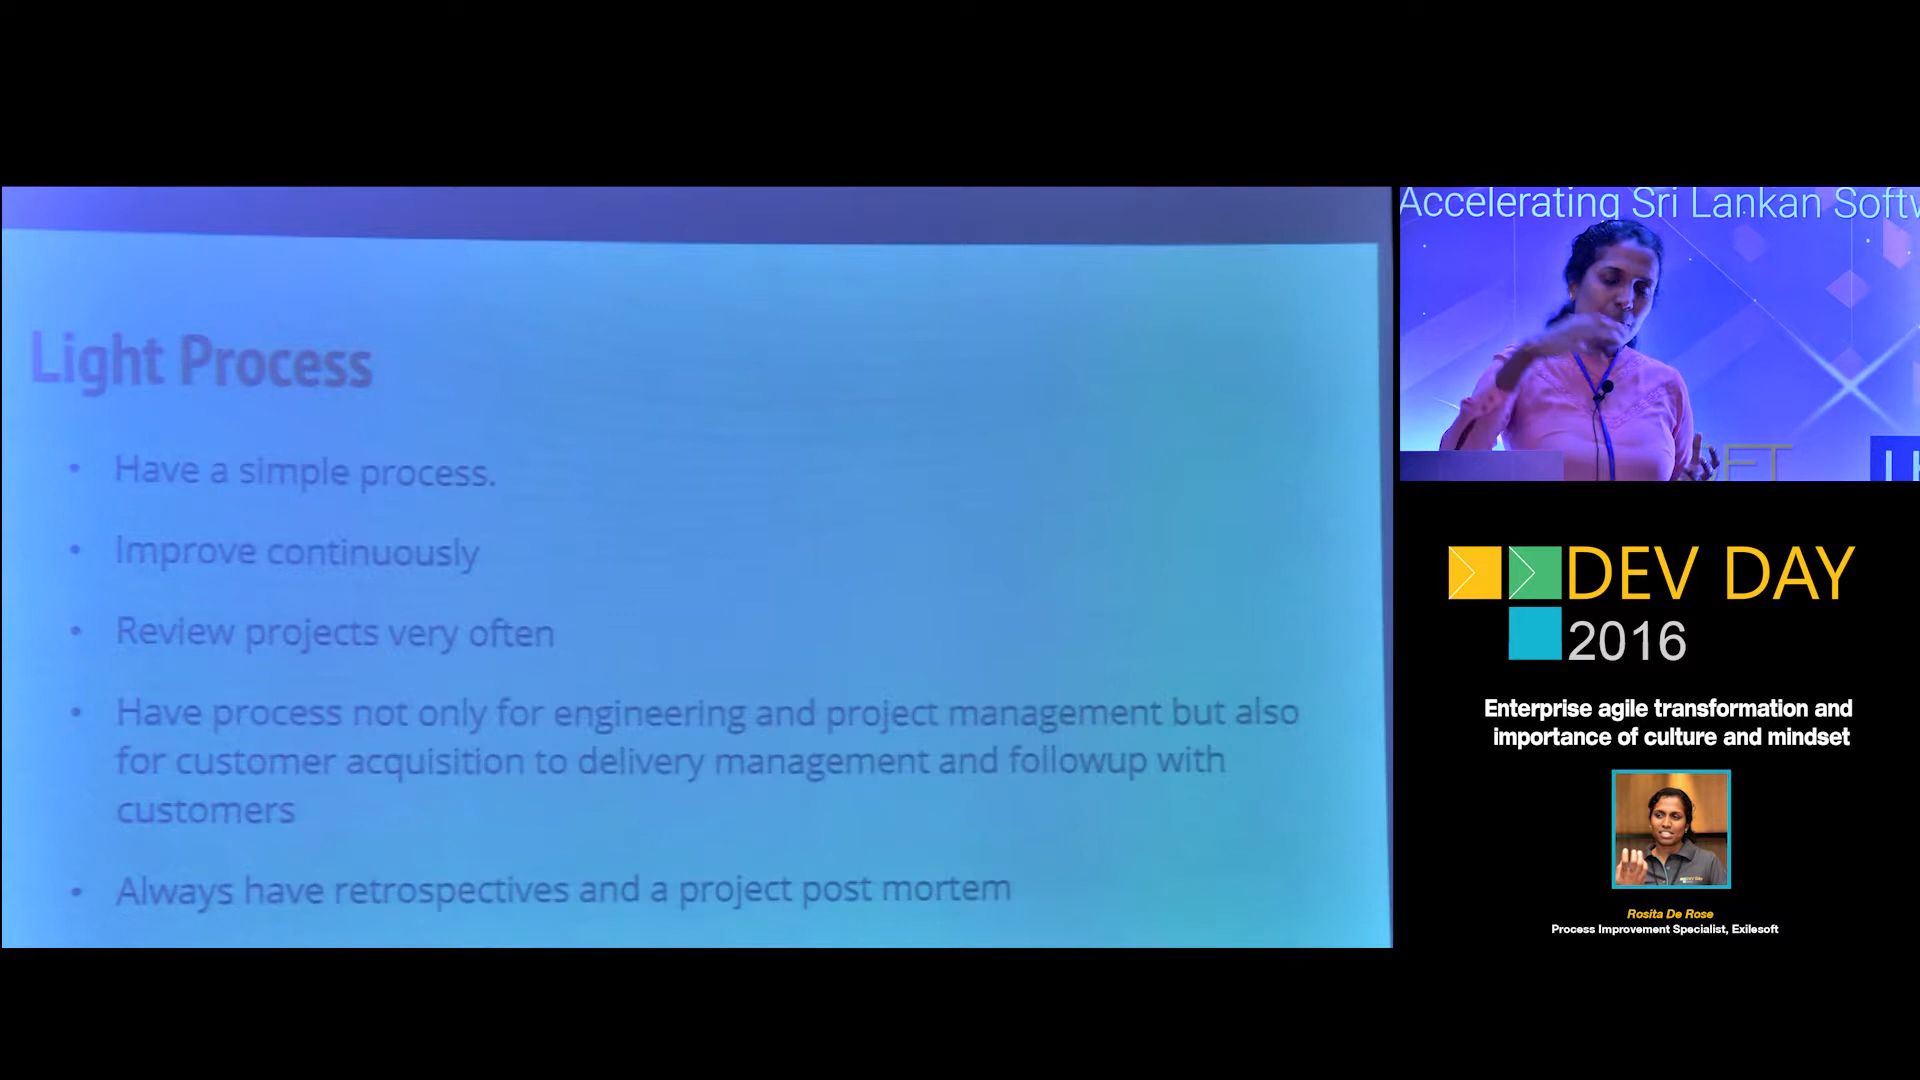 Light Process
• Have a simple process.
• Improve continuously
• Review projects very often
• Have process not only for engineering and project management but also
for customer acquisition to delivery management and followup with
customers
• Always have retrospectives and a project post mortem
Accelerating Sri Lankan Softw
FT
DEV DAY
2016
Enterprise agile transformation and
importance of culture and mindset
Rosita De Rose
Process Improvement Specialist, Exilesoft